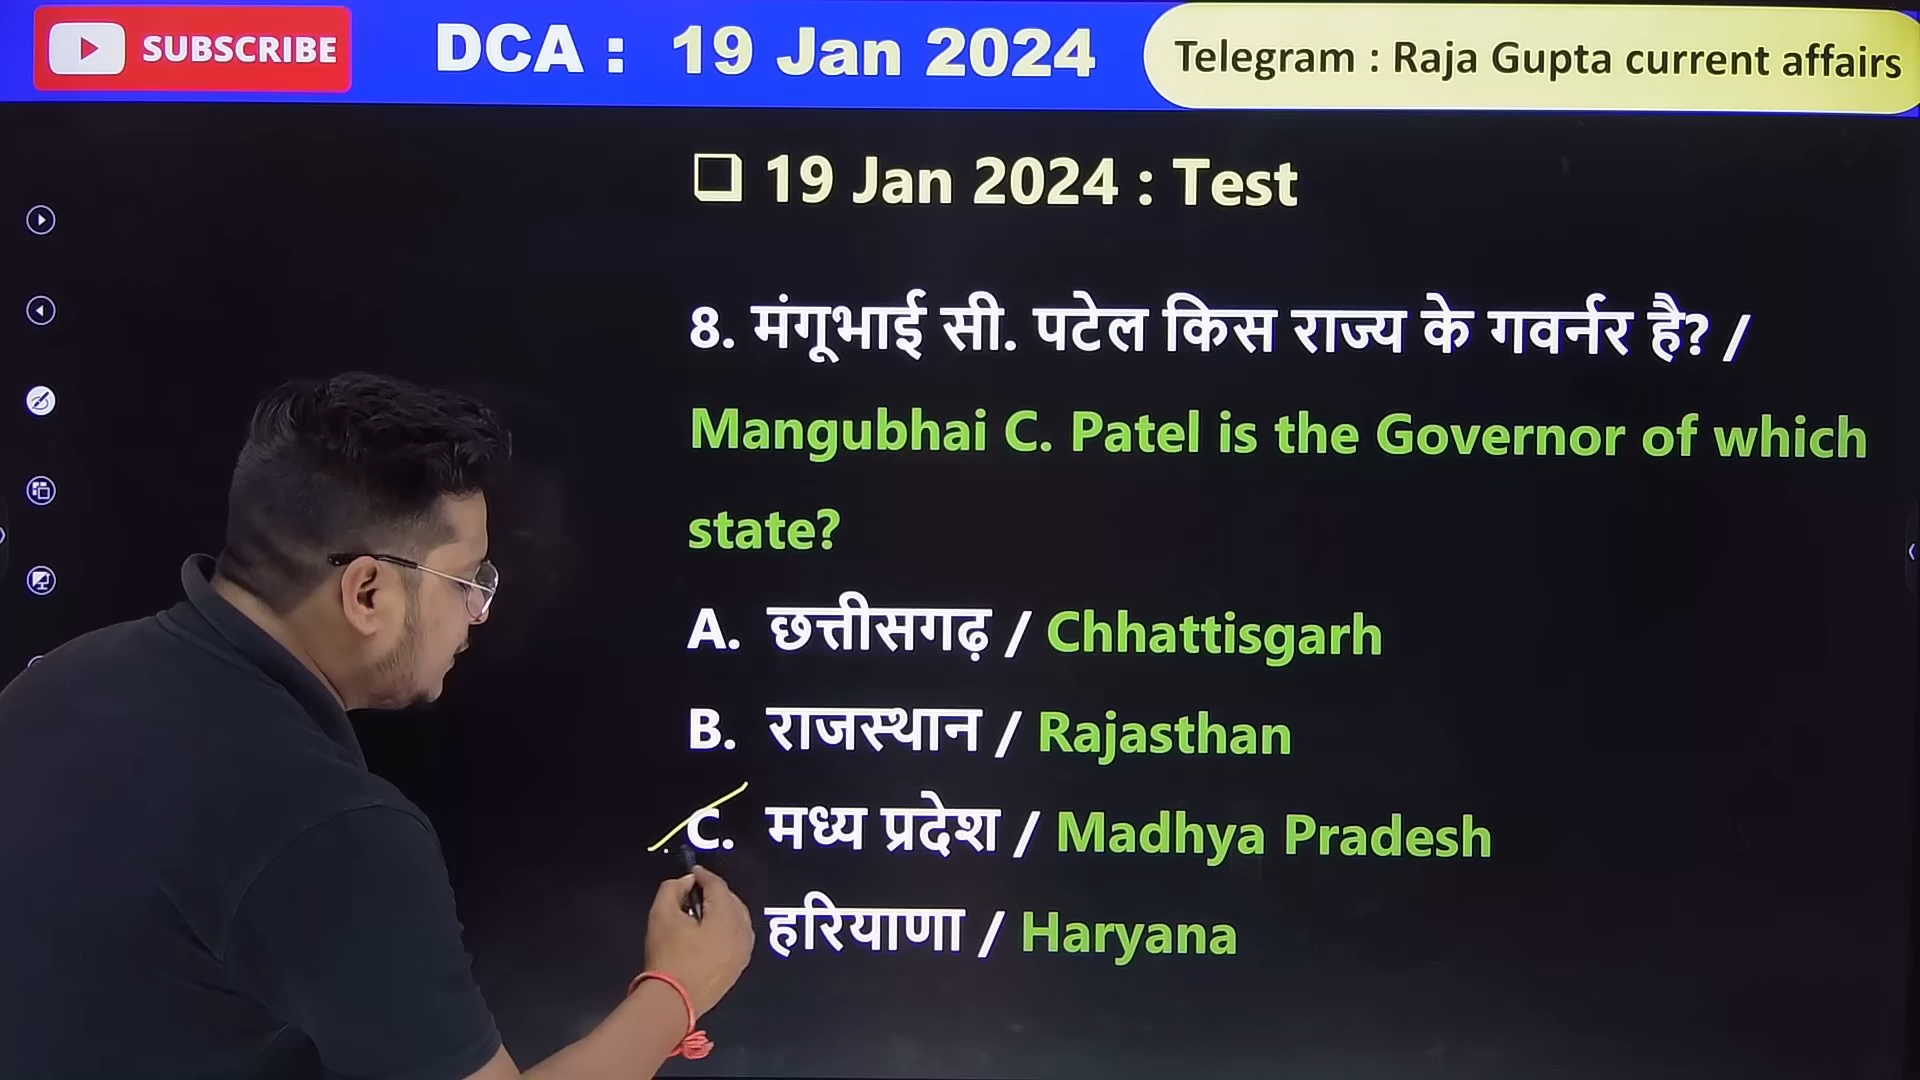 SUBSCRIBE
DCA : 19 Jan 2024
Telegram : Raja Gupta current affairs
❑ 19 Jan 2024 : Test
8. मंगूभाई सी. पटेल किस राज्य के गवर्नर है? /
Mangubhai C. Patel is the Governor of which
state?
A. छत्तीसगढ़ / Chhattisgarh
B. राजस्थान / Rajasthan
C. मध्य प्रदेश / Madhya Pradesh
हरियाणा / Haryana